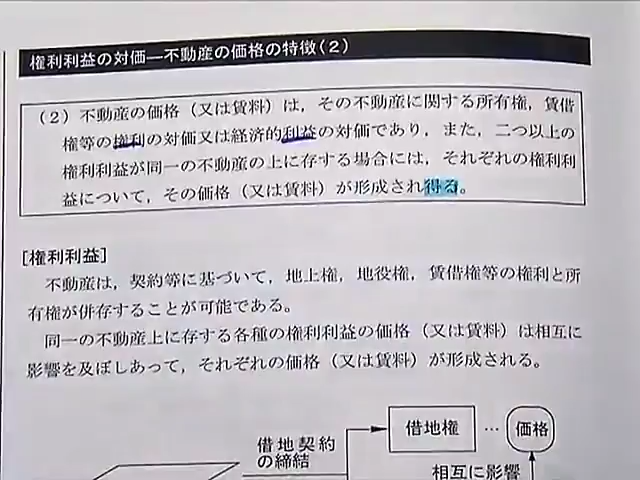 権利利益の対価―不動産の価格の特徴(2)
(2)不動産の価格(又は賃料)は,その不動産に関する所有権,賃借
権等の権利の対価又は経済的利益の対価であり,また,二つ以上の
権利利益が同一の不動産の上に存する場合には,それぞれの権利利
益について,その価格(又は賃料)が形成され得る。
[権利利益]
不動産は,契約等に基づいて,地上権,地役権,賃借権等の権利と所
有権が併存することが可能である。
同一の不動産上に存する各種の権利利益の価格(又は賃料)は相互に
影響を及ぼしあって,それぞれの価格(又は賃料)が形成される。
借地契約
の締結
借地権 … 価格
相互に影響